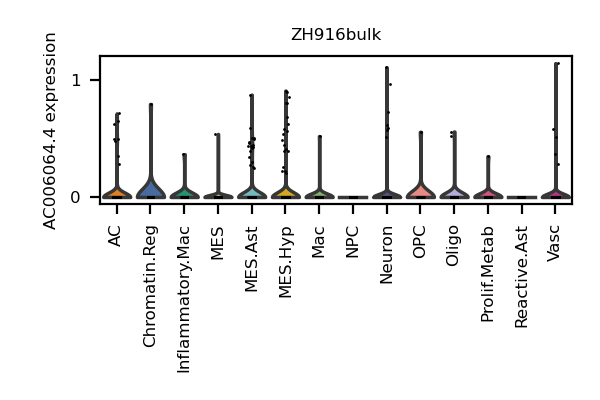 ZH916bulk
AC006064.4 expression
1
0
AC
Chromatin.Reg
Inflammatory.Mac
MES
MES.Ast
MES.Hyp
Mac
NPC
Neuron
OPC
Oligo
Prolif.Metab
Reactive.Ast
Vasc